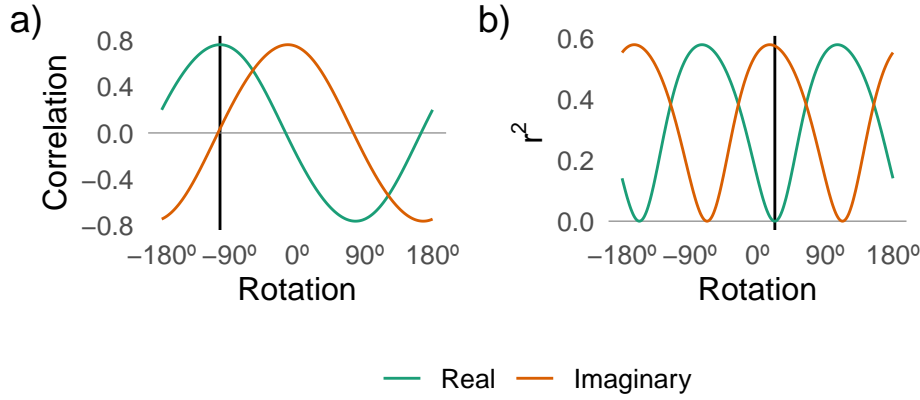 a)
0.8
0.4
0.0
−0.4
−0.8
Correlation
−180º −90º 0º 90º 180º
Rotation
b)
0.6
0.4
0.2
0.0
r²
−180º −90º 0º 90º 180º
Rotation
Real Imaginary